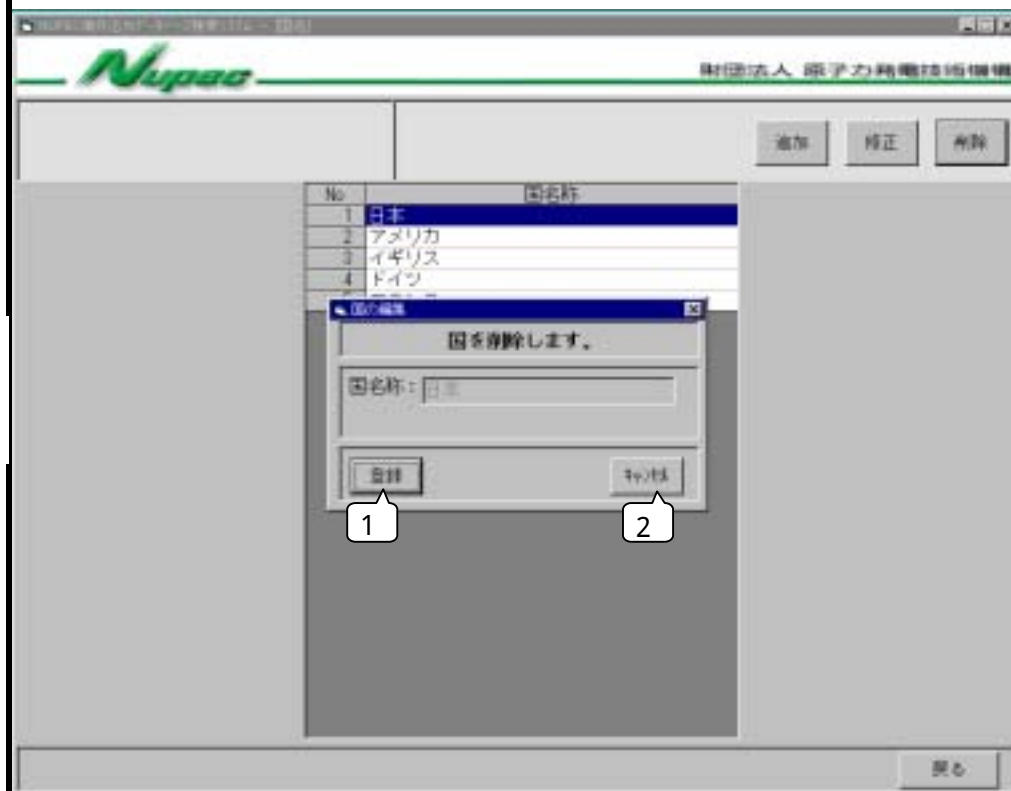 Nupec
財団法人 原子力発電技術機構
追加 修正 削除
No 国名称
1 日本
2 アメリカ
3 イギリス
4 ドイツ
国の編集
国を削除します。
国名称：日本
登録 キャンセル
1 2
戻る